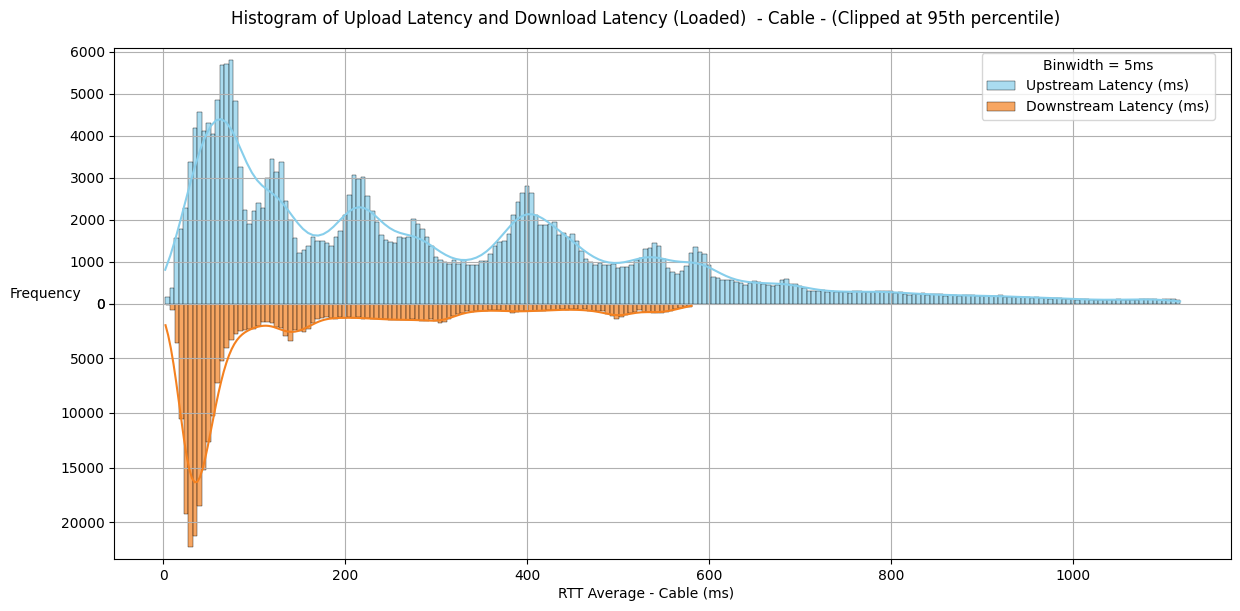 Histogram of Upload Latency and Download Latency (Loaded)  - Cable - (Clipped at 95th percentile)
6000
5000
4000
3000
2000
1000
0
Binwidth = 5ms
Upstream Latency (ms)
Downstream Latency (ms)
Frequency
0
5000
10000
15000
20000
0 200 400 600 800 1000
RTT Average - Cable (ms)